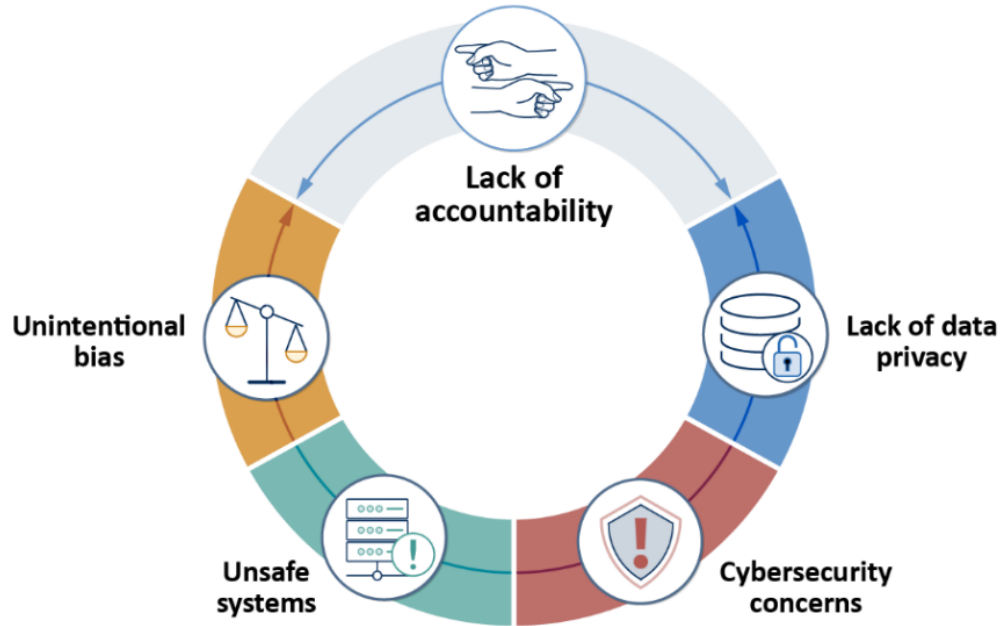 Lack of
accountability
Unintentional
bias
Lack of data
privacy
Unsafe
systems
Cybersecurity
concerns